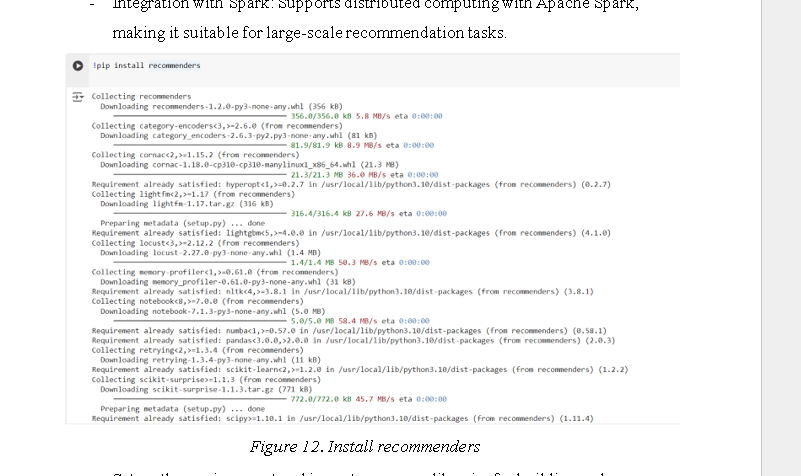 - Integration with Spark: Supports distributed computing with Apache Spark,
making it suitable for large-scale recommendation tasks.
!pip install recommenders
Collecting recommenders
Downloading recommenders-1.2.0-py3-none-any.whl (356 kB)
356.0/356.0 kB 5.8 MB/s eta 0:00:00
Collecting category-encoders<3,>=2.6.0 (from recommenders)
Downloading category_encoders-2.6.3-py2.py3-none-any.whl (81 kB)
81.9/81.9 kB 8.9 MB/s eta 0:00:00
Collecting cornac<2,>=1.15.2 (from recommenders)
Downloading cornac-1.18.0-cp310-cp310-manylinux1_x86_64.whl (21.3 MB)
21.3/21.3 MB 36.0 MB/s eta 0:00:00
Requirement already satisfied: hyperopt<1,>=0.2.7 in /usr/local/lib/python3.10/dist-packages (from recommenders) (0.2.7)
Collecting lightfm<2,>=1.17 (from recommenders)
Downloading lightfm-1.17.tar.gz (316 kB)
316.4/316.4 kB 27.6 MB/s eta 0:00:00
Preparing metadata (setup.py) ... done
Requirement already satisfied: lightgbm<5,>=4.0.0 in /usr/local/lib/python3.10/dist-packages (from recommenders) (4.1.0)
Collecting locust<3,>=2.12.2 (from recommenders)
Downloading locust-2.27.0-py3-none-any.whl (1.4 MB)
1.4/1.4 MB 50.3 MB/s eta 0:00:00
Collecting memory-profiler<1,>=0.61.0 (from recommenders)
Downloading memory_profiler-0.61.0-py3-none-any.whl (31 kB)
Requirement already satisfied: nltk<4,>=3.8.1 in /usr/local/lib/python3.10/dist-packages (from recommenders) (3.8.1)
Collecting notebook<8,>=7.0.0 (from recommenders)
Downloading notebook-7.1.3-py3-none-any.whl (5.0 MB)
5.0/5.0 MB 58.4 MB/s eta 0:00:00
Requirement already satisfied: numba<1,>=0.57.0 in /usr/local/lib/python3.10/dist-packages (from recommenders) (0.58.1)
Requirement already satisfied: pandas<3.0.0,>2.0.0 in /usr/local/lib/python3.10/dist-packages (from recommenders) (2.0.3)
Collecting retrying<2,>=1.3.4 (from recommenders)
Downloading retrying-1.3.4-py3-none-any.whl (11 kB)
Requirement already satisfied: scikit-learn<2,>=1.2.0 in /usr/local/lib/python3.10/dist-packages (from recommenders) (1.2.2)
Collecting scikit-surprise>=1.1.3 (from recommenders)
Downloading scikit-surprise-1.1.3.tar.gz (771 kB)
772.0/772.0 kB 45.7 MB/s eta 0:00:00
Preparing metadata (setup.py) ... done
Requirement already satisfied: scipy>=1.10.1 in /usr/local/lib/python3.10/dist-packages (from recommenders) (1.11.4)
Figure 12. Install recommenders